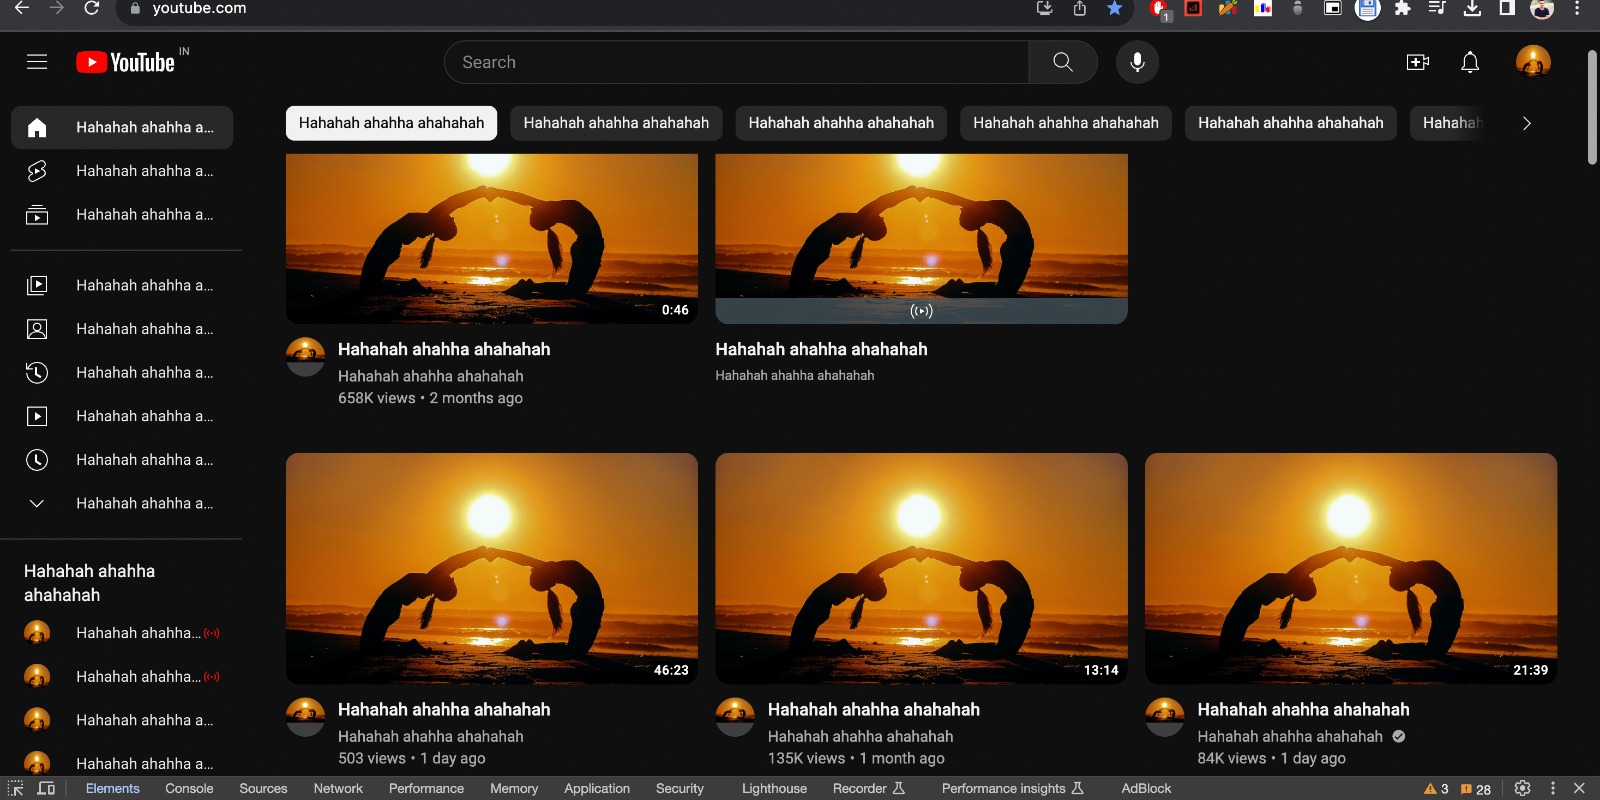 youtube.com
1
YouTube IN
Search
Hahahah ahahha a...
Hahahah ahahha a...
Hahahah ahahha a...
Hahahah ahahha a...
Hahahah ahahha a...
Hahahah ahahha a...
Hahahah ahahha a...
Hahahah ahahha a...
Hahahah ahahha a...
Hahahah ahahha
ahahahah
Hahahah ahahha...
Hahahah ahahha...
Hahahah ahahha a...
Hahahah ahahha a...
Hahahah ahahha ahahahah Hahahah ahahha ahahahah Hahahah ahahha ahahahah Hahahah ahahha ahahahah Hahahah ahahha ahahahah Hahahah
0:46
Hahahah ahahha ahahahah
Hahahah ahahha ahahahah
658K views • 2 months ago
Hahahah ahahha ahahahah
Hahahah ahahha ahahahah
46:23
Hahahah ahahha ahahahah
Hahahah ahahha ahahahah
503 views • 1 day ago
13:14
Hahahah ahahha ahahahah
Hahahah ahahha ahahahah
135K views • 1 month ago
21:39
Hahahah ahahha ahahahah
Hahahah ahahha ahahahah
84K views • 1 day ago
Elements Console Sources Network Performance Memory Application Security Lighthouse Recorder Performance insights AdBlock 3 28